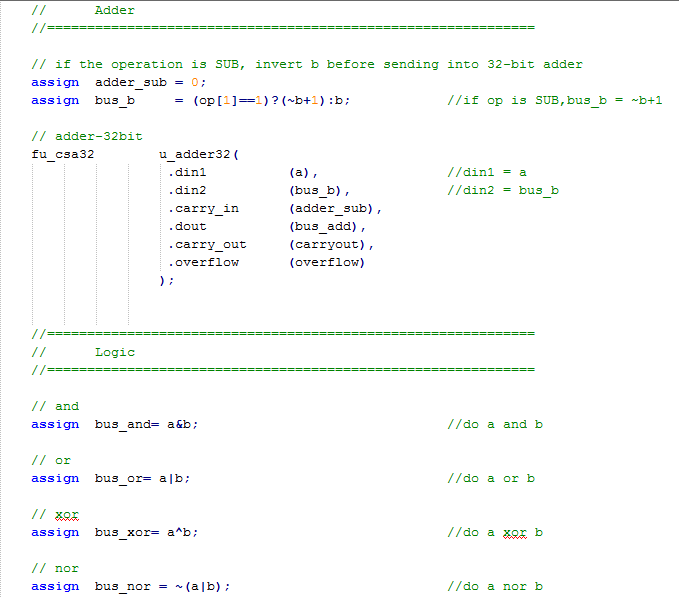 //      Adder
//=============================================================
// if the operation is SUB, invert b before sending into 32-bit adder
assign  adder_sub = 0;
assign  bus_b     = (op[1]==1)?(~b+1):b;            //if op is SUB,bus_b = ~b+1
// adder-32bit
fu_csa32        u_adder32(
.din1          (a),                //din1 = a
.din2          (bus_b),            //din2 = bus_b
.carry_in      (adder_sub),
.dout          (bus_add),
.carry_out     (carryout),
.overflow      (overflow)
);
//=============================================================
//      Logic
//=============================================================
// and
assign  bus_and= a&b;                               //do a and b
// or
assign  bus_or= a|b;                                //do a or b
// xor
assign  bus_xor= a^b;                               //do a xor b
// nor
assign  bus_nor = ~(a|b);                           //do a nor b